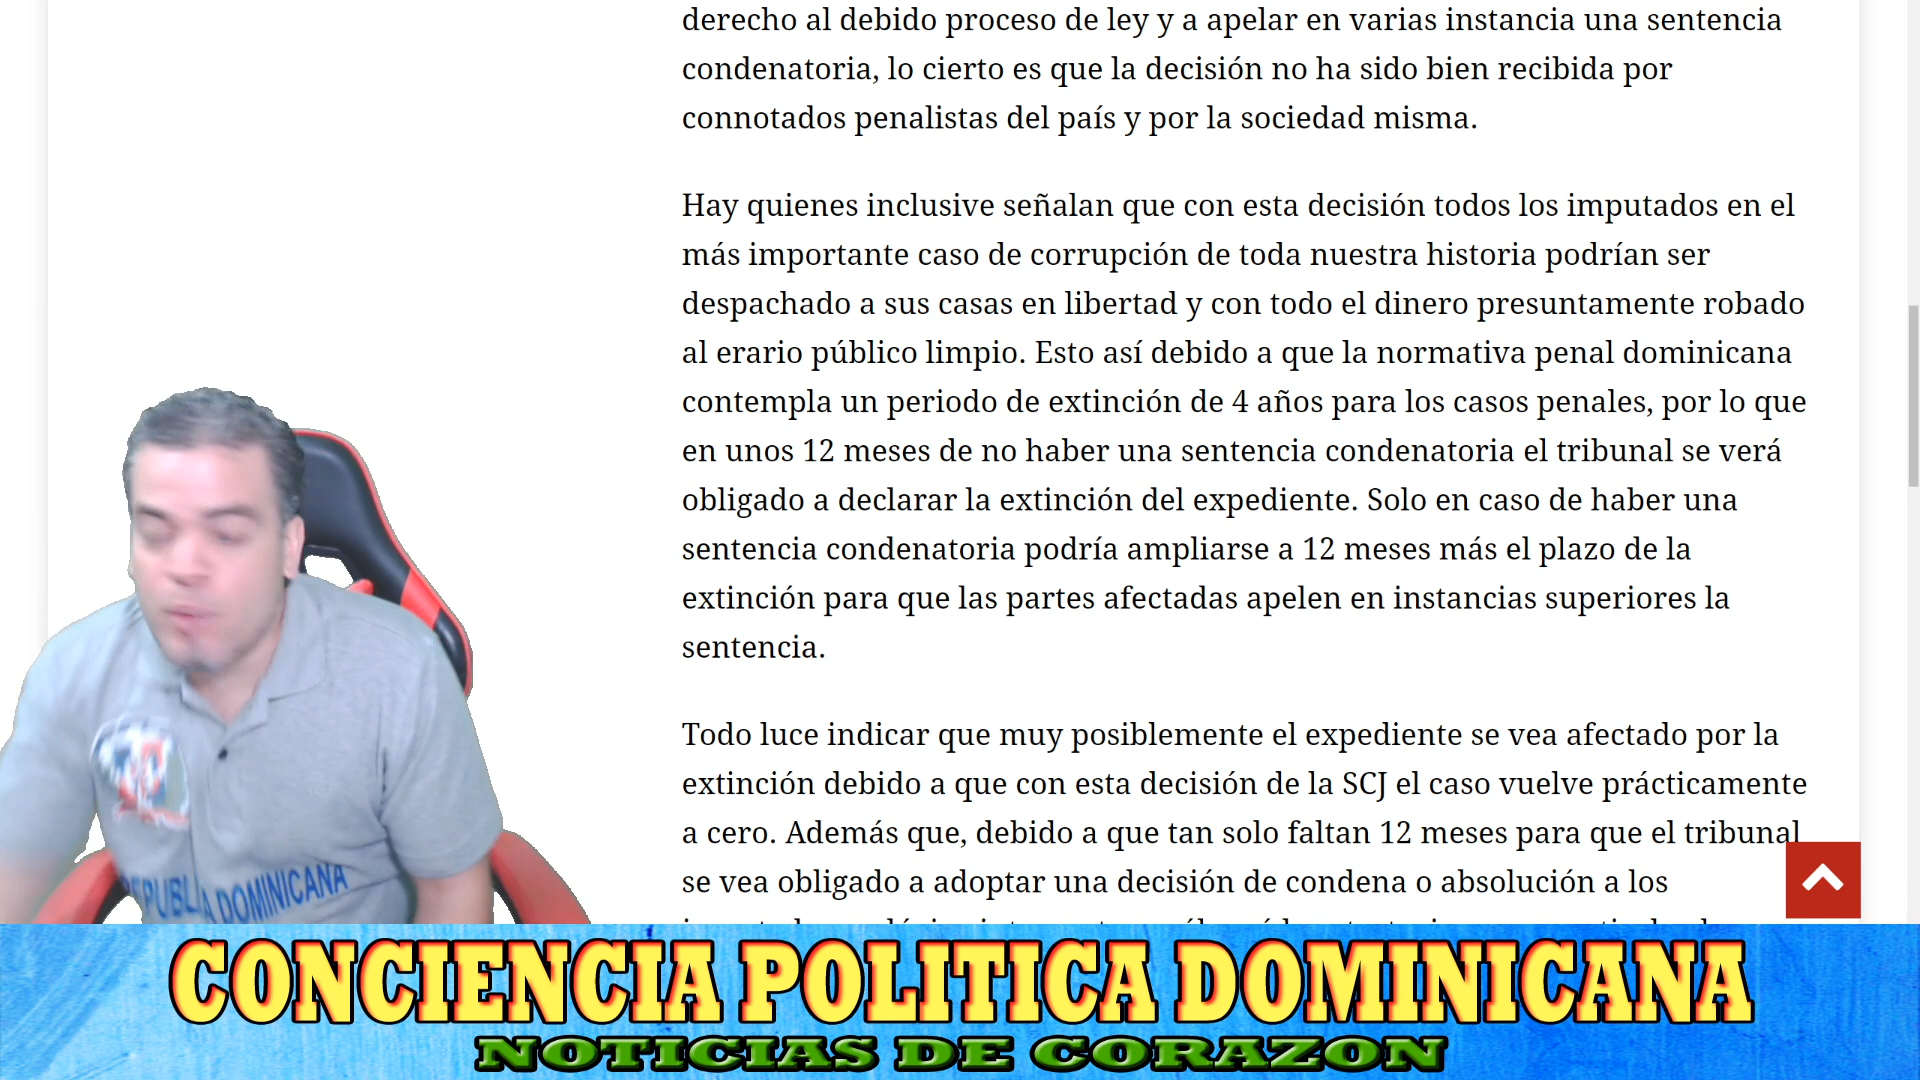 derecho al debido proceso de ley y a apelar en varias instancia una sentencia
condenatoria, lo cierto es que la decisión no ha sido bien recibida por
connotados penalistas del país y por la sociedad misma.
Hay quienes inclusive señalan que con esta decisión todos los imputados en el
más importante caso de corrupción de toda nuestra historia podrían ser
despachado a sus casas en libertad y con todo el dinero presuntamente robado
al erario público limpio. Esto así debido a que la normativa penal dominicana
contempla un periodo de extinción de 4 años para los casos penales, por lo que
en unos 12 meses de no haber una sentencia condenatoria el tribunal se verá
obligado a declarar la extinción del expediente. Solo en caso de haber una
sentencia condenatoria podría ampliarse a 12 meses más el plazo de la
extinción para que las partes afectadas apelen en instancias superiores la
sentencia.
Todo luce indicar que muy posiblemente el expediente se vea afectado por la
extinción debido a que con esta decisión de la SCJ el caso vuelve prácticamente
a cero. Además que, debido a que tan solo faltan 12 meses para que el tribunal
se vea obligado a adoptar una decisión de condena o absolución a los
DOMINICANA
CONCIENCIA POLITICA DOMINICANA
NOTICIAS DE CORAZON